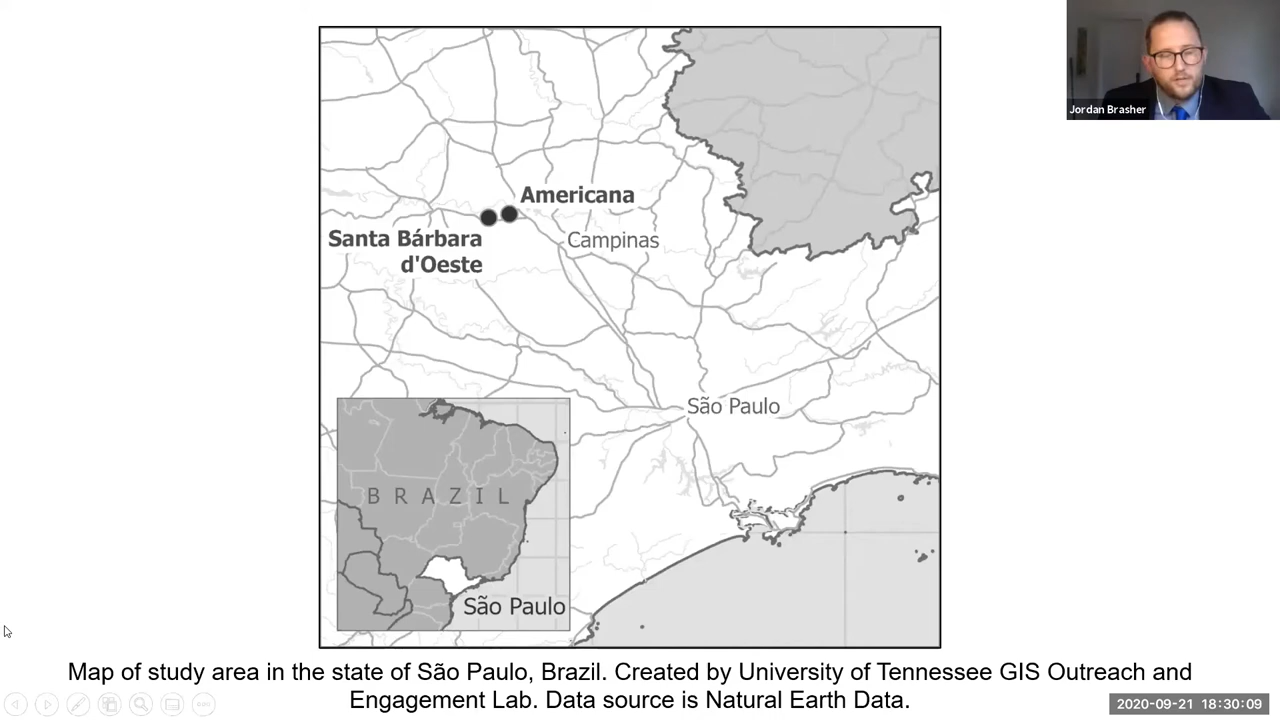 Jordan Brasher
Americana
Santa Bárbara
d'Oeste
Campinas
São Paulo
BRAZIL
São Paulo
Map of study area in the state of São Paulo, Brazil. Created by University of Tennessee GIS Outreach and
Engagement Lab. Data source is Natural Earth Data.
2020-09-21 18:30:09